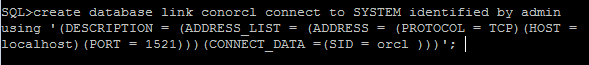 SQL>create database link conorcl connect to SYSTEM identified by admin
using '(DESCRIPTION = (ADDRESS_LIST = (ADDRESS = (PROTOCOL = TCP)(HOST =
localhost)(PORT = 1521)))(CONNECT_DATA =(SID = orcl )))';